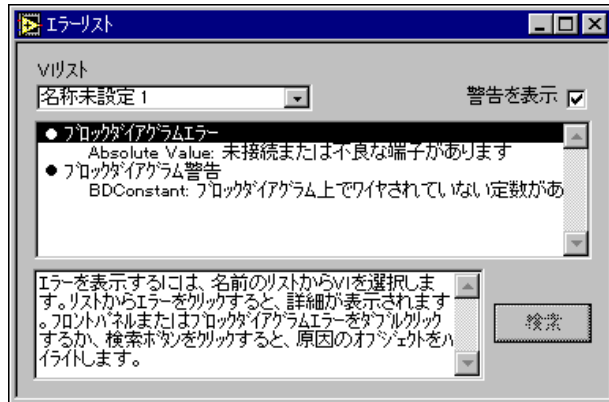 エラーリスト
VIリスト
名称未設定 1
警告を表示
● ﾌﾞﾛｯｸﾀﾞｲｱｸﾞﾗﾑエラー
Absolute Value: 未接続または不良な端子があります
● ﾌﾞﾛｯｸﾀﾞｲｱｸﾞﾗﾑ警告
BDConstant: ﾌﾞﾛｯｸﾀﾞｲｱｸﾞﾗﾑ上でワイヤされていない定数があ
エラーを表示するには、名前のリストからVIを選択しま
す。リストからエラーをクリックすると、詳細が表示されます
。フロントパネルまたはブロックダイアグラムエラーをダブルクリック
するか、検索ボタンをクリックすると、原因のオブジェクトをハ
イライトします。
検索